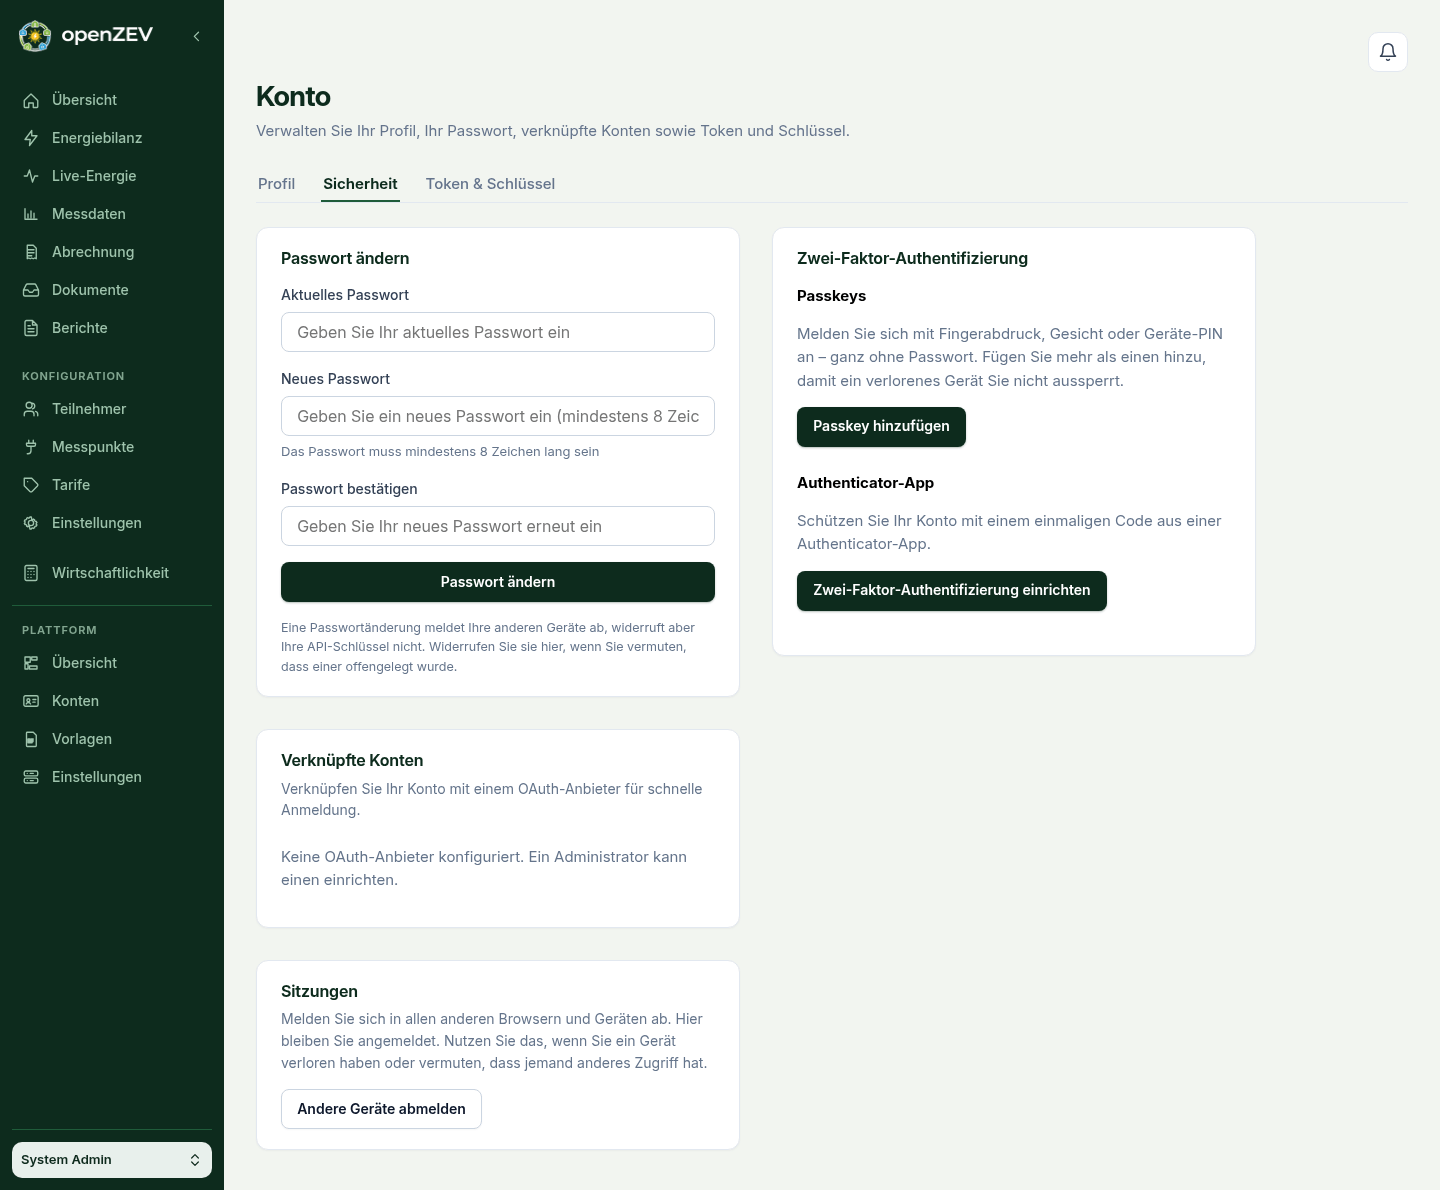 openZEV
Übersicht
Energiebilanz
Live-Energie
Messdaten
Abrechnung
Dokumente
Berichte
KONFIGURATION
Teilnehmer
Messpunkte
Tarife
Einstellungen
Wirtschaftlichkeit
PLATTFORM
Übersicht
Konten
Vorlagen
Einstellungen
System Admin
Konto
Verwalten Sie Ihr Profil, Ihr Passwort, verknüpfte Konten sowie Token und Schlüssel.
Profil
Sicherheit
Token & Schlüssel
Passwort ändern
Aktuelles Passwort
Geben Sie Ihr aktuelles Passwort ein
Neues Passwort
Geben Sie ein neues Passwort ein (mindestens 8 Zeic
Das Passwort muss mindestens 8 Zeichen lang sein
Passwort bestätigen
Geben Sie Ihr neues Passwort erneut ein
Passwort ändern
Eine Passwortänderung meldet Ihre anderen Geräte ab, widerruft aber
Ihre API-Schlüssel nicht. Widerrufen Sie sie hier, wenn Sie vermuten,
dass einer offengelegt wurde.
Zwei-Faktor-Authentifizierung
Passkeys
Melden Sie sich mit Fingerabdruck, Gesicht oder Geräte-PIN
an – ganz ohne Passwort. Fügen Sie mehr als einen hinzu,
damit ein verlorenes Gerät Sie nicht aussperrt.
Passkey hinzufügen
Authenticator-App
Schützen Sie Ihr Konto mit einem einmaligen Code aus einer
Authenticator-App.
Zwei-Faktor-Authentifizierung einrichten
Verknüpfte Konten
Verknüpfen Sie Ihr Konto mit einem OAuth-Anbieter für schnelle
Anmeldung.
Keine OAuth-Anbieter konfiguriert. Ein Administrator kann
einen einrichten.
Sitzungen
Melden Sie sich in allen anderen Browsern und Geräten ab. Hier
bleiben Sie angemeldet. Nutzen Sie das, wenn Sie ein Gerät
verloren haben oder vermuten, dass jemand anderes Zugriff hat.
Andere Geräte abmelden